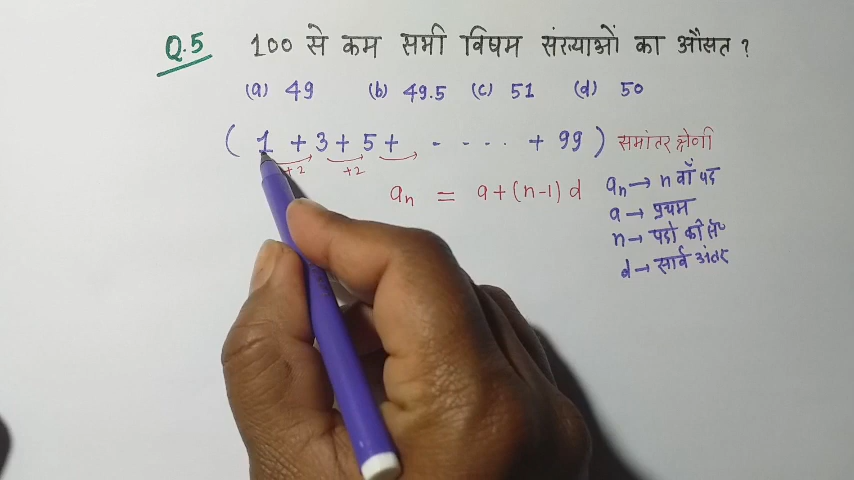 Q.5 100 से कम सभी विषम संख्याओं का औसत ?
(a) 49 (b) 49.5 (c) 51 (d) 50
( 1 + 3 + 5 + - - - - - + 99 ) समांतर श्रेणी
+2 +2
an = a + (n-1) d
an → n वाँ पद
a → प्रथम
n → पदो की सं॰
d → सार्व अंतर